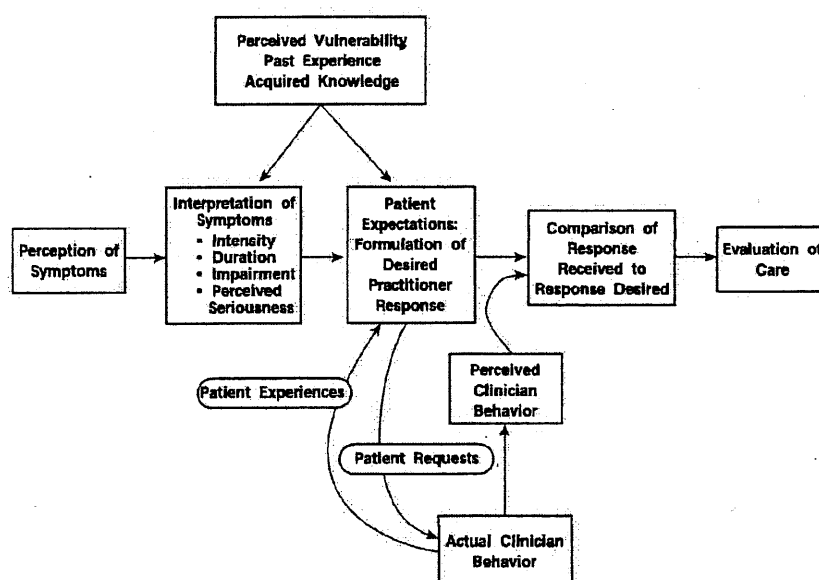 Perceived Vulnerability
Past Experience
Acquired Knowledge
Perception of
Symptoms
Interpretation of
Symptoms
• Intensity
• Duration
• Impairment
• Perceived
Seriousness
Patient
Expectations:
Formulation of
Desired
Practitioner
Response
Comparison of
Response
Received to
Response Desired
Evaluation of
Care
Patient Experiences
Perceived
Clinician
Behavior
Patient Requests
Actual Clinician
Behavior